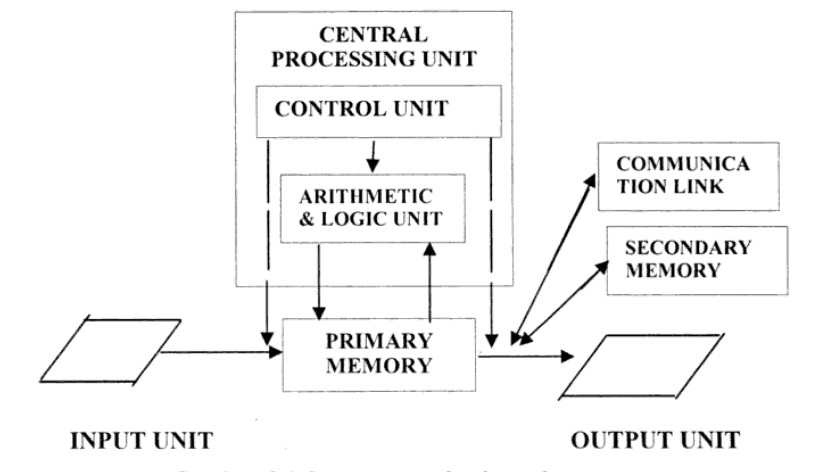 CENTRAL
PROCESSING UNIT
CONTROL UNIT
ARITHMETIC
& LOGIC UNIT
COMMUNICA
TION LINK
SECONDARY
MEMORY
PRIMARY
MEMORY
INPUT UNIT
OUTPUT UNIT